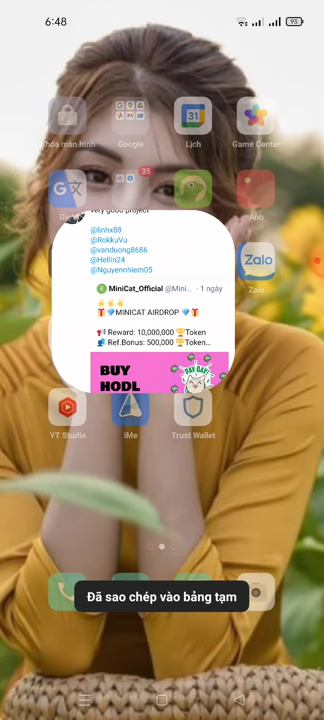 6:48
93
Khóa màn hình
Google
Lịch
Game Center
35
Ảnh
very good project
@linhx88
@RokkuVu
@vanduong8686
@Hellin24
@Nguyennhiem05
Zalo
Zalo
MiniCat_Official @Mini... · 1 ngày
MINICAT AIRDROP
Reward: 10,000,000 Token
Ref.Bonus: 500,000 Token...
BUY
HODL
PAY DAY!
YT Studio
iMe
Trust Wallet
Đã sao chép vào bảng tạm